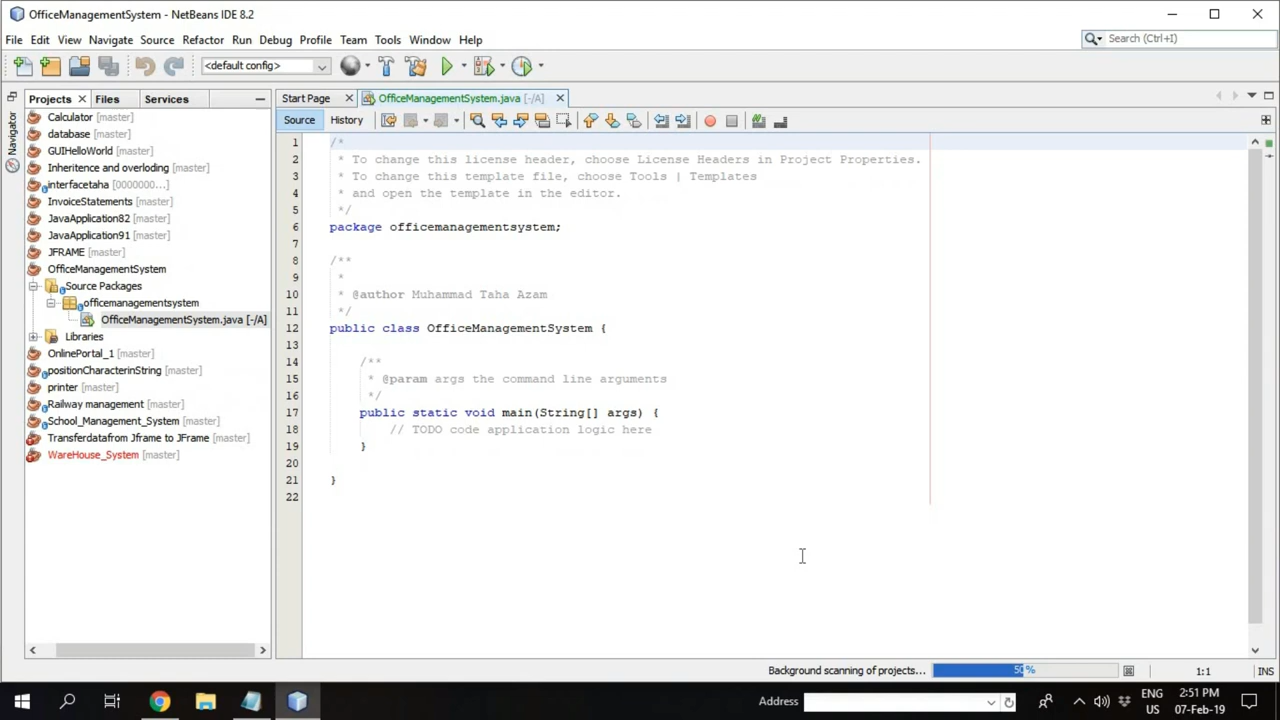 OfficeManagementSystem - NetBeans IDE 8.2
File Edit View Navigate Source Refactor Run Debug Profile Team Tools Window Help
Search (Ctrl+I)
<default config>
Projects Files Services
Start Page OfficeManagementSystem.java [-/A]
Navigator
Source History
Calculator [master]
database [master]
GUIHelloWorld [master]
Inheritence and overloding [master]
interfacetaha [0000000...]
InvoiceStatements [master]
JavaApplication82 [master]
JavaApplication91 [master]
JFRAME [master]
OfficeManagementSystem
Source Packages
officemanagementsystem
OfficeManagementSystem.java [-/A]
Libraries
OnlinePortal_1 [master]
positionCharacterinString [master]
printer [master]
Railway management [master]
School_Management_System [master]
Transferdatafrom Jframe to JFrame [master]
WareHouse_System [master]
1 /*
2 * To change this license header, choose License Headers in Project Properties.
3 * To change this template file, choose Tools | Templates
4 * and open the template in the editor.
5 */
6 package officemanagementsystem;
7
8 /**
9 *
10 * @author Muhammad Taha Azam
11 */
12 public class OfficeManagementSystem {
13
14 /**
15 * @param args the command line arguments
16 */
17 public static void main(String[] args) {
18 // TODO code application logic here
19 }
20
21 }
22
Background scanning of projects... 50% 1:1 INS
Address
ENG
US
2:51 PM
07-Feb-19